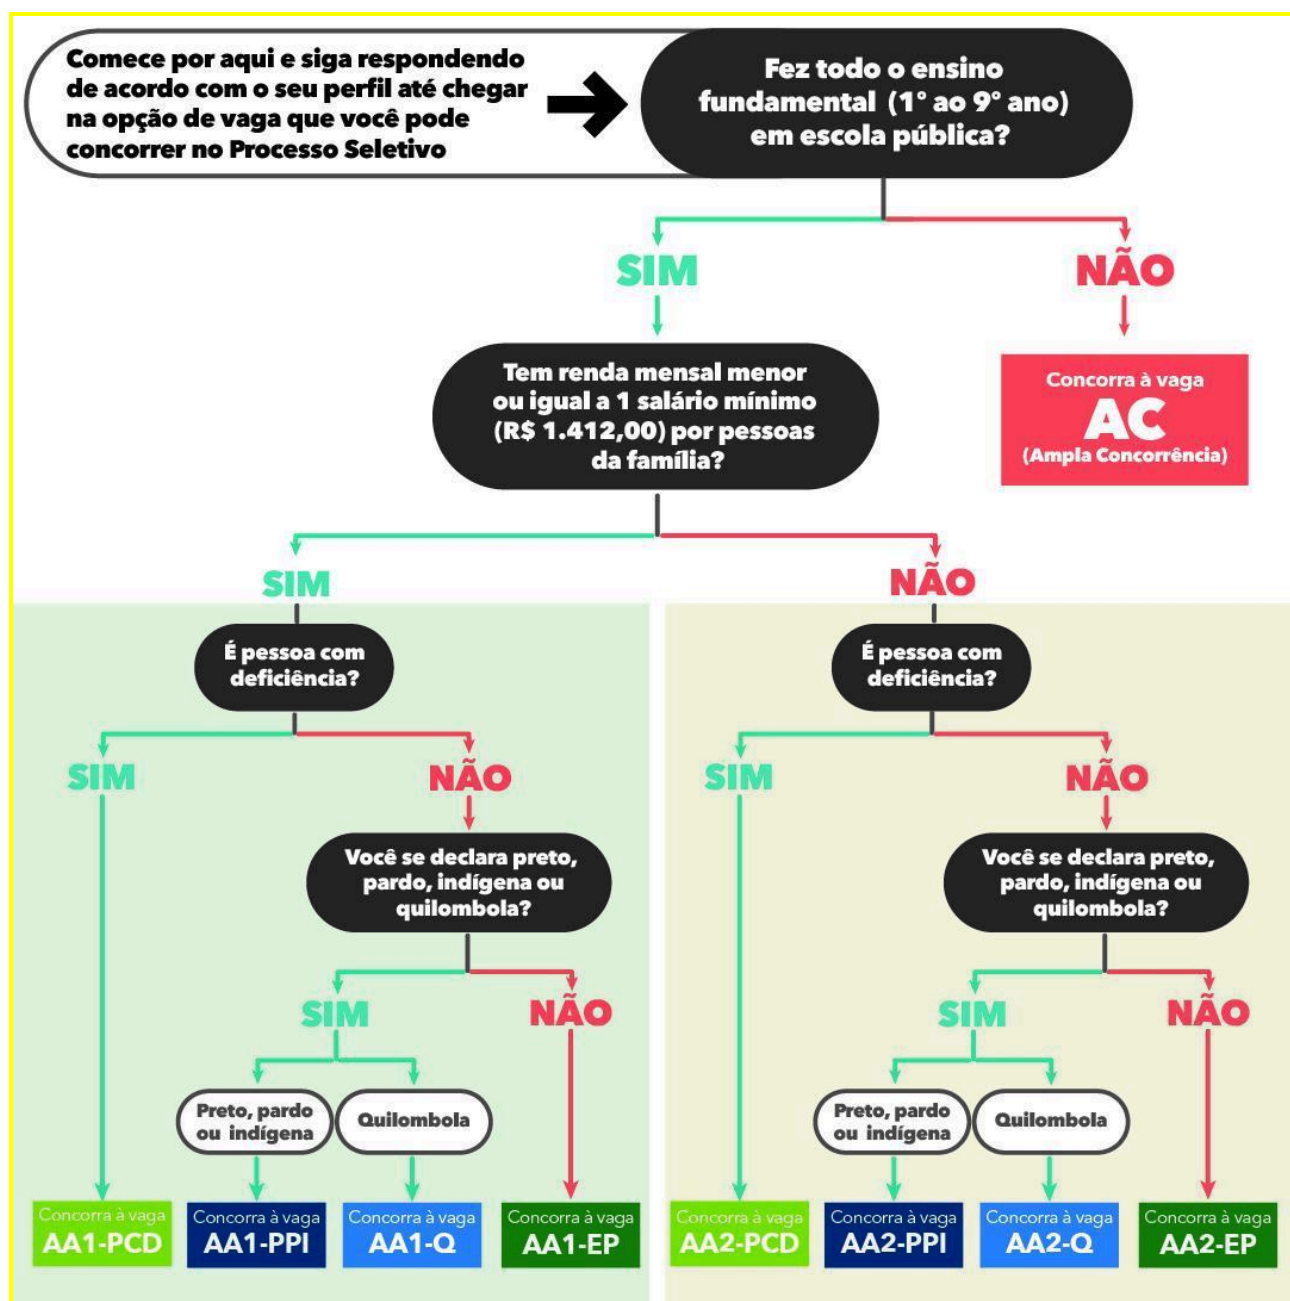 Comece por aqui e siga respondendo
de acordo com o seu perfil até chegar
na opção de vaga que você pode
concorrer no Processo Seletivo
Fez todo o ensino
fundamental (1º ao 9º ano)
em escola pública?
SIM
NÃO
Tem renda mensal menor
ou igual a 1 salário mínimo
(R$ 1.412,00) por pessoas
da família?
Concorra à vaga
AC
(Ampla Concorrência)
SIM
NÃO
É pessoa com
deficiência?
É pessoa com
deficiência?
SIM
NÃO
SIM
NÃO
Você se declara preto,
pardo, indígena ou
quilombola?
Você se declara preto,
pardo, indígena ou
quilombola?
SIM
NÃO
SIM
NÃO
Preto, pardo
ou indígena
Quilombola
Preto, pardo
ou indígena
Quilombola
Concorra à vaga
AA1-PCD
Concorra à vaga
AA1-PPI
Concorra à vaga
AA1-Q
Concorra à vaga
AA1-EP
Concorra à vaga
AA2-PCD
Concorra à vaga
AA2-PPI
Concorra à vaga
AA2-Q
Concorra à vaga
AA2-EP